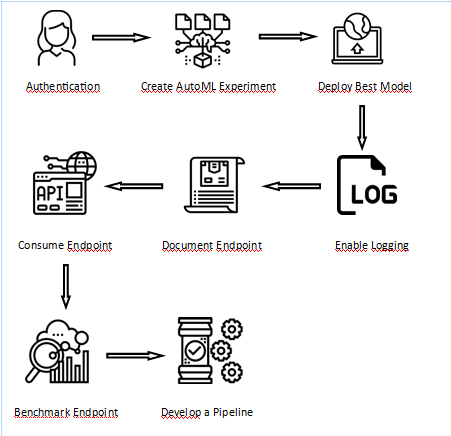 Authentication
Create AutoML Experiment
Deploy Best Model
LOG
Enable Logging
Document Endpoint
API
Consume Endpoint
Benchmark Endpoint
Develop a Pipeline